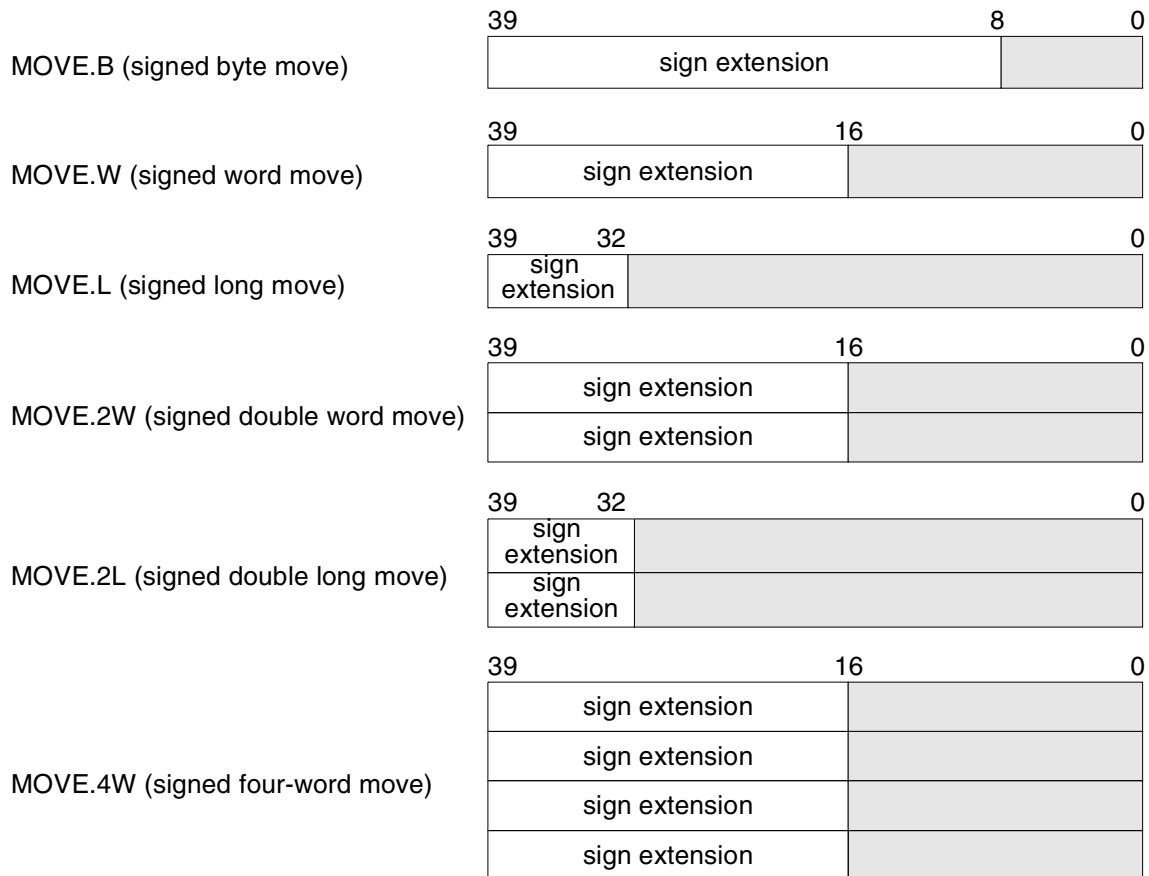 39 8 0
MOVE.B (signed byte move) sign extension
39 16 0
MOVE.W (signed word move) sign extension
39 32 0
MOVE.L (signed long move) sign
extension
39 16 0
sign extension
MOVE.2W (signed double word move)
sign extension
39 32 0
sign
extension
MOVE.2L (signed double long move)
sign
extension
39 16 0
sign extension
sign extension
MOVE.4W (signed four-word move)
sign extension
sign extension